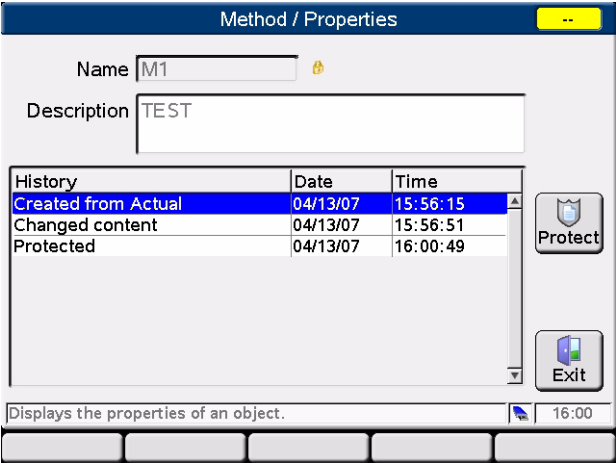 Method / Properties
--
Name M1
Description TEST
History Date Time
Created from Actual 04/13/07 15:56:15
Changed content 04/13/07 15:56:51
Protected 04/13/07 16:00:49
Protect
Exit
Displays the properties of an object. 16:00